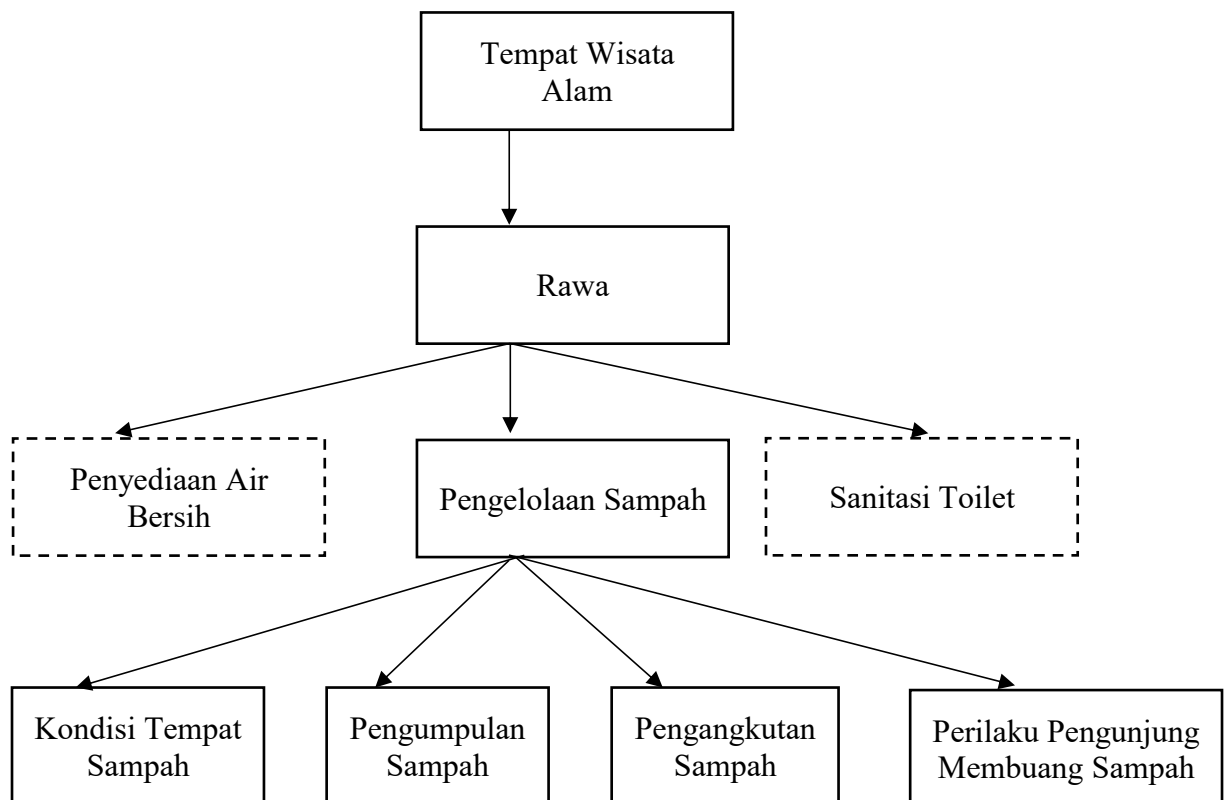 Tempat Wisata
Alam
Rawa
Penyediaan Air
Bersih
Pengelolaan Sampah
Sanitasi Toilet
Kondisi Tempat
Sampah
Pengumpulan
Sampah
Pengangkutan
Sampah
Perilaku Pengunjung
Membuang Sampah